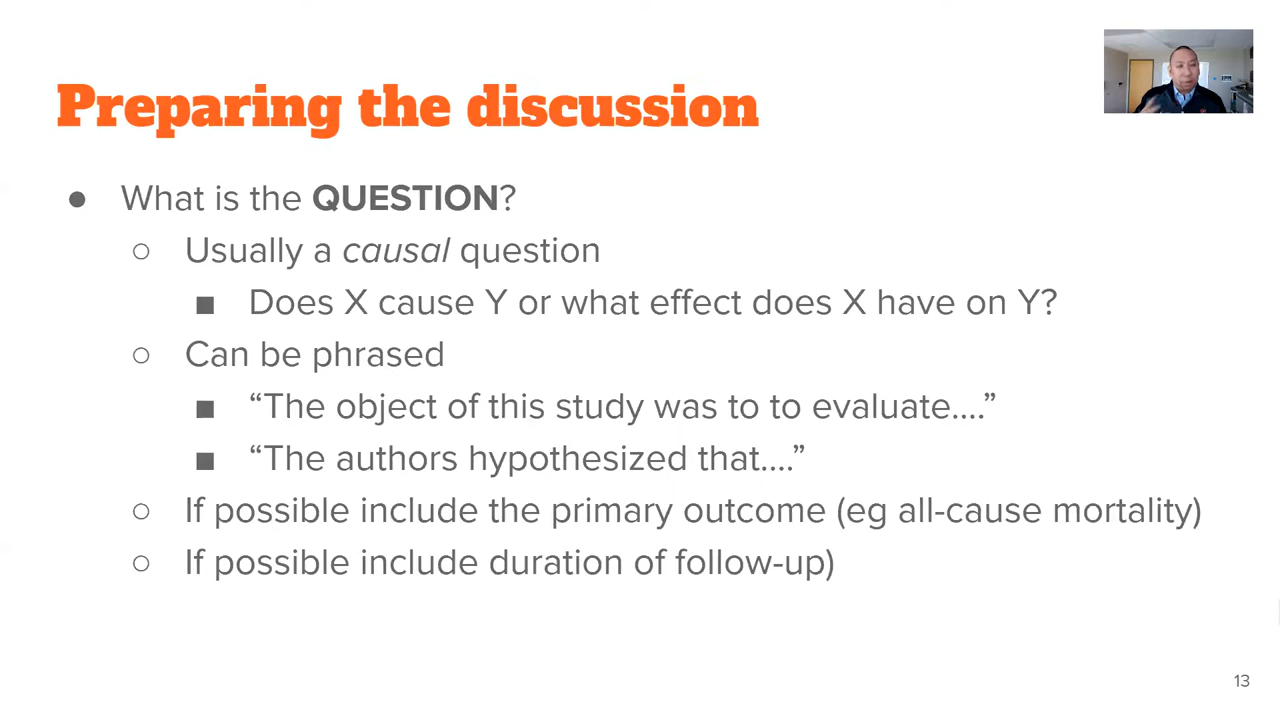 Preparing the discussion
● What is the QUESTION?
○ Usually a causal question
■ Does X cause Y or what effect does X have on Y?
○ Can be phrased
■ “The object of this study was to to evaluate....”
■ “The authors hypothesized that....”
○ If possible include the primary outcome (eg all-cause mortality)
○ If possible include duration of follow-up)
13